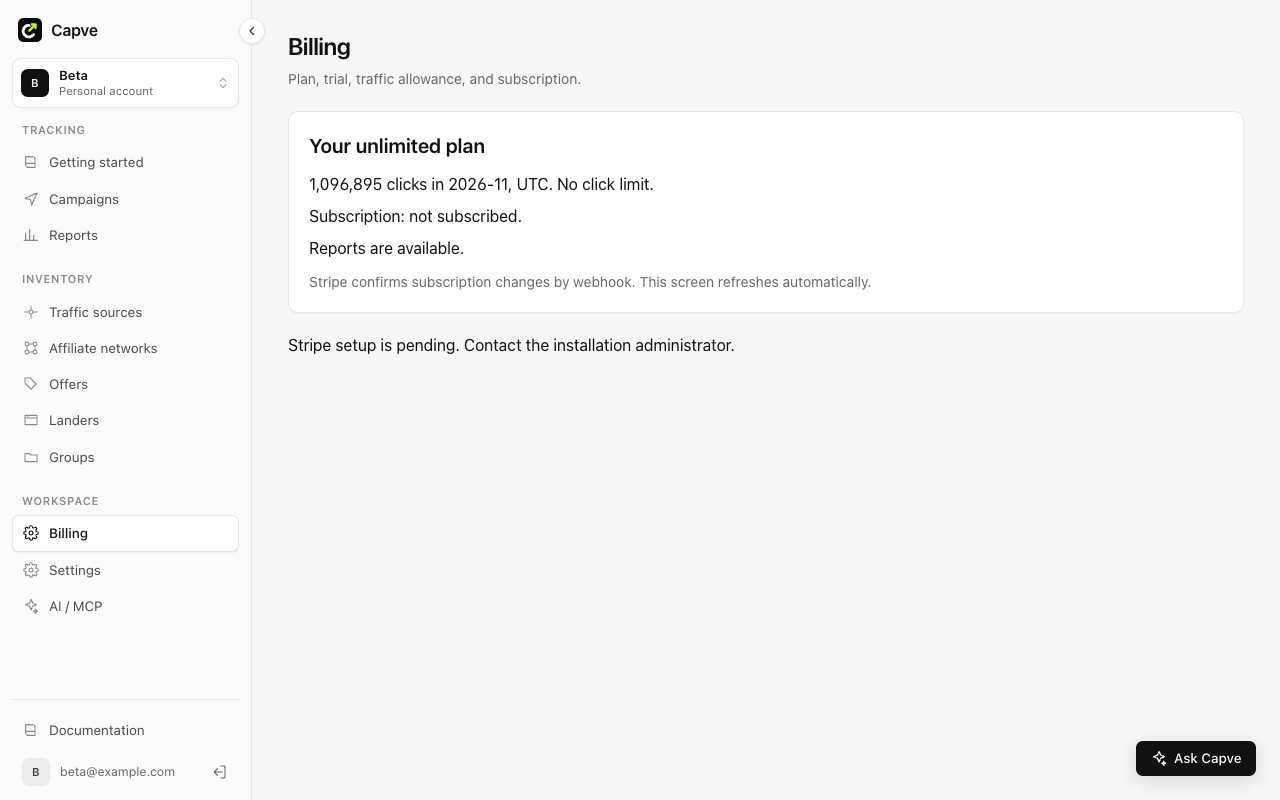 Capve
B
Beta
Personal account
TRACKING
Getting started
Campaigns
Reports
INVENTORY
Traffic sources
Affiliate networks
Offers
Landers
Groups
WORKSPACE
Billing
Settings
AI / MCP
Documentation
B
beta@example.com
Billing
Plan, trial, traffic allowance, and subscription.
Your unlimited plan
1,096,895 clicks in 2026-11, UTC. No click limit.
Subscription: not subscribed.
Reports are available.
Stripe confirms subscription changes by webhook. This screen refreshes automatically.
Stripe setup is pending. Contact the installation administrator.
Ask Capve